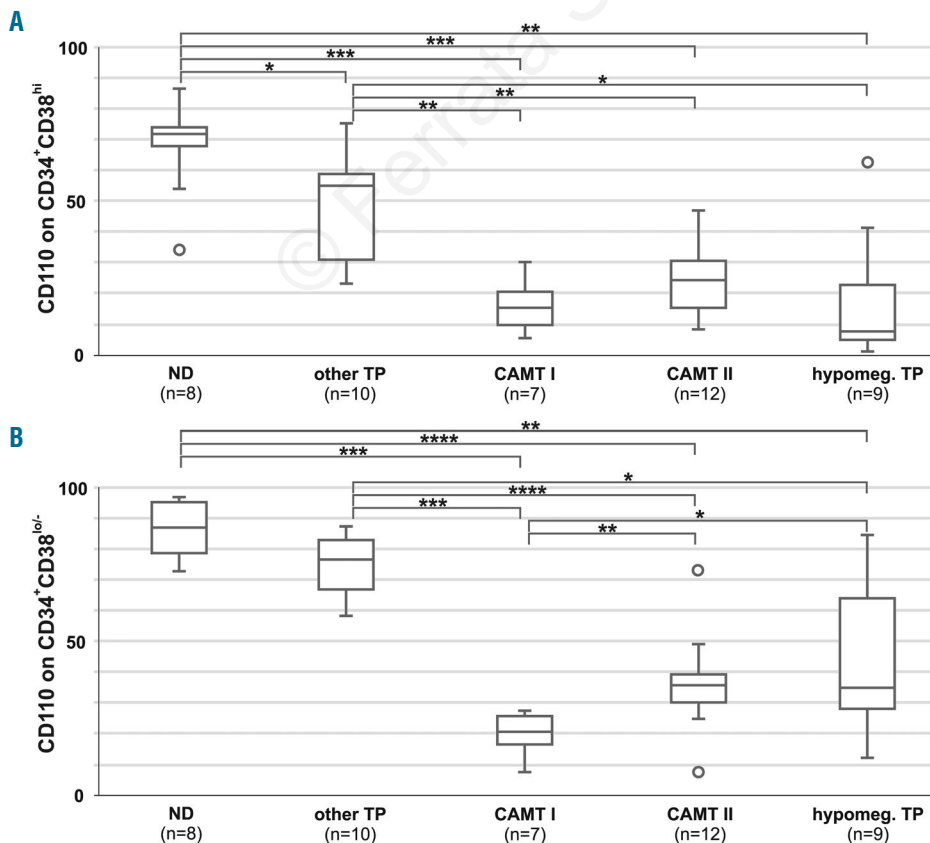 A
© Ferrata S
**
***
***
*
*
**
**
100
50
0
CD110 on CD34⁺CD38ʰⁱ
ND
(n=8)
other TP
(n=10)
CAMT I
(n=7)
CAMT II
(n=12)
hypomeg. TP
(n=9)
B
**
****
***
*
****
***
*
**
100
50
0
CD110 on CD34⁺CD38ˡᵒ/⁻
ND
(n=8)
other TP
(n=10)
CAMT I
(n=7)
CAMT II
(n=12)
hypomeg. TP
(n=9)